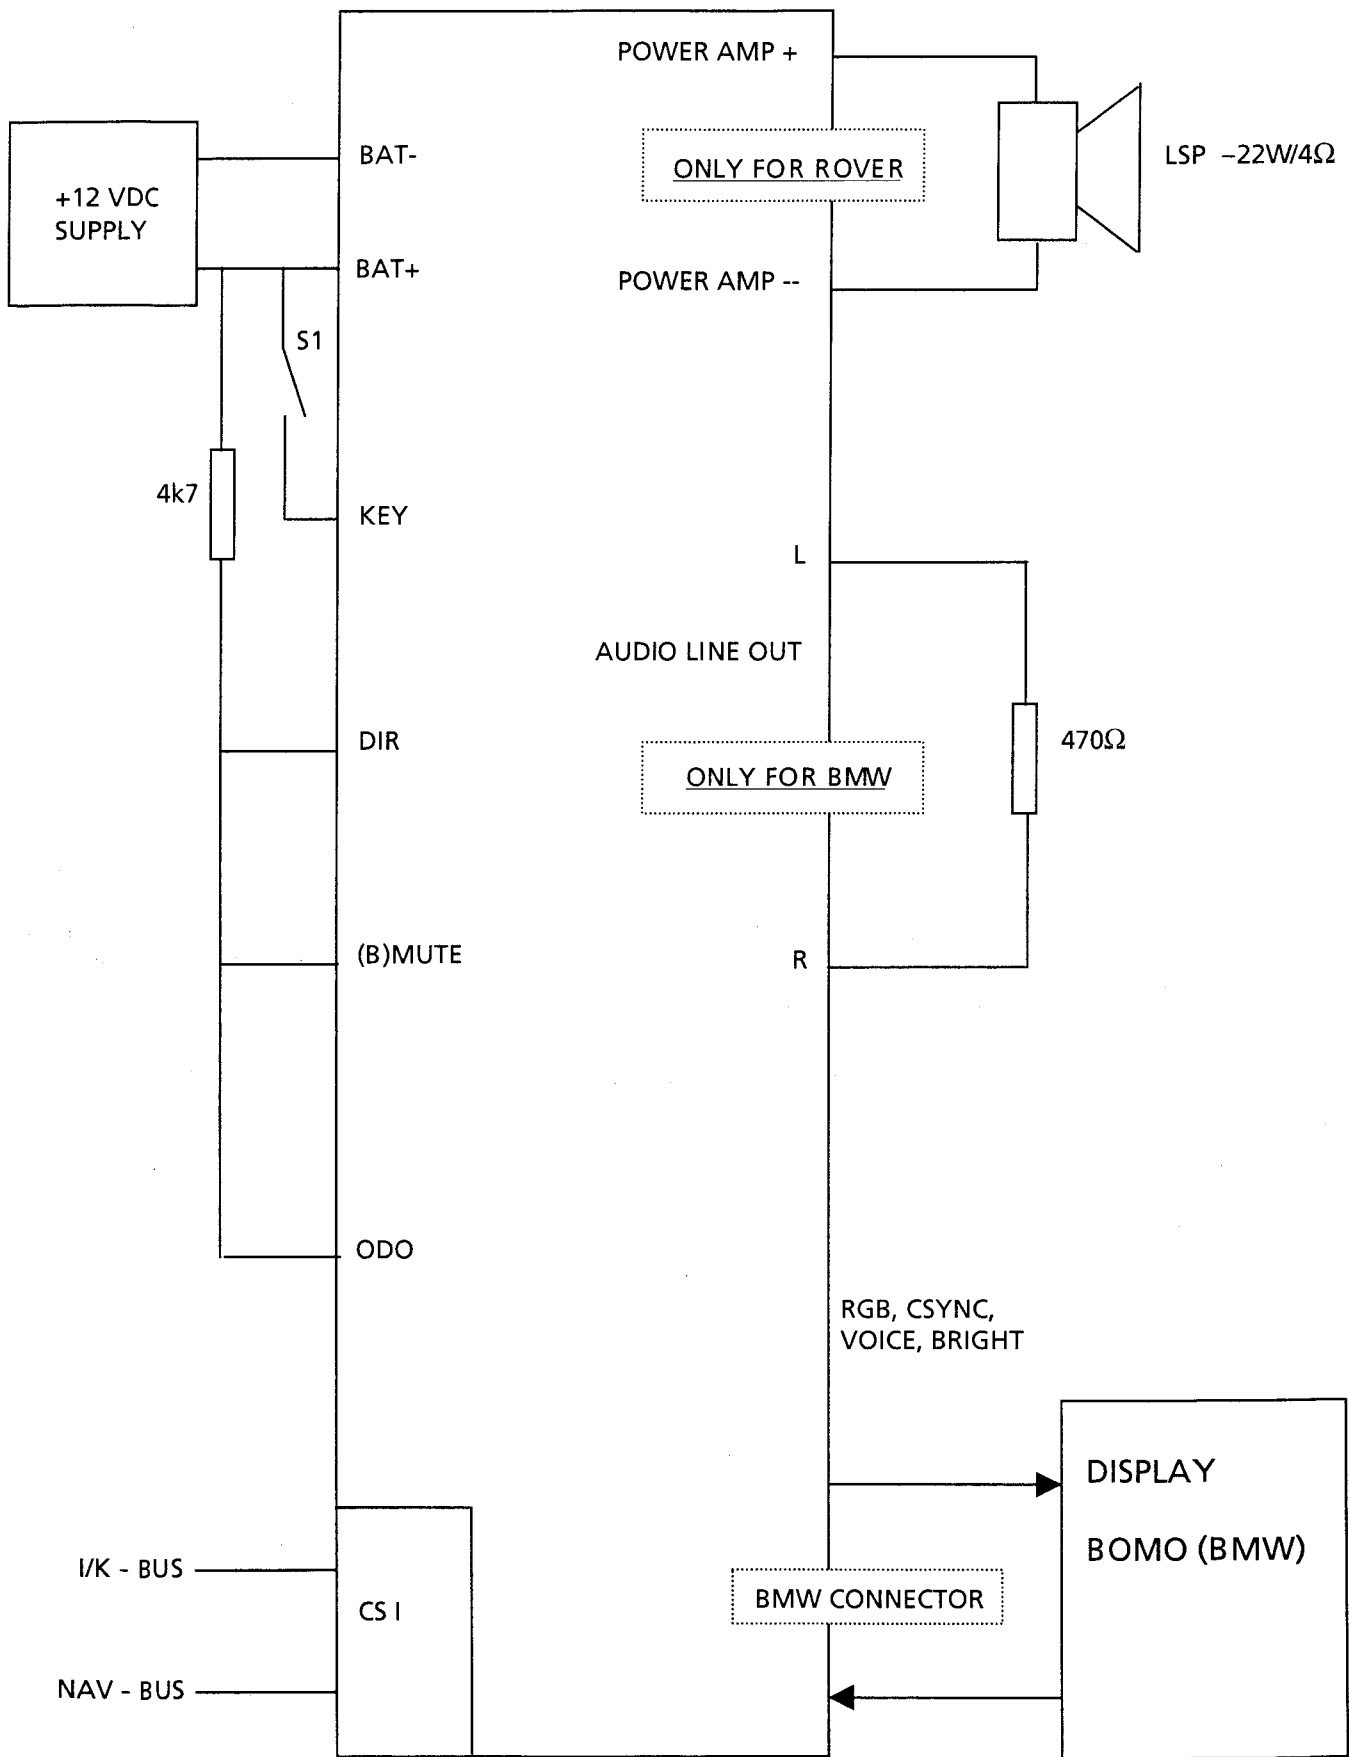 POWER AMP +
BAT-
ONLY FOR ROVER
LSP -22W/4Ω
+12 VDC
SUPPLY
BAT+
POWER AMP --
S1
4k7
KEY
L
AUDIO LINE OUT
DIR
470Ω
ONLY FOR BMW
(B)MUTE
R
ODO
RGB, CSYNC,
VOICE, BRIGHT
DISPLAY
BOMO (BMW)
I/K - BUS
BMW CONNECTOR
CS I
NAV - BUS